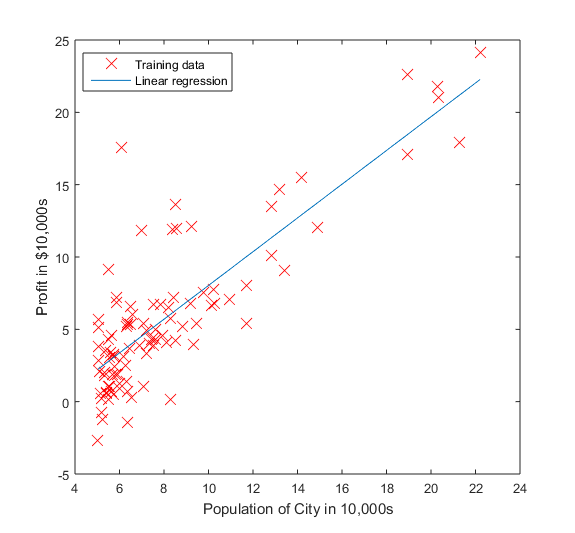 Training data
Linear regression
Profit in $10,000s
25
20
15
10
5
0
-5
4 6 8 10 12 14 16 18 20 22 24
Population of City in 10,000s